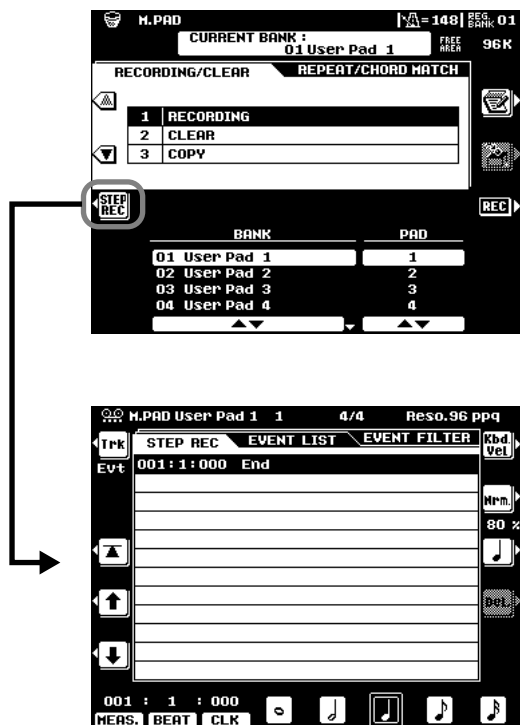 M.PAD =148 REG. BANK 01
CURRENT BANK :
01 User Pad 1
FREE AREA 96K
RECORDING/CLEAR REPEAT/CHORD MATCH
1 RECORDING
2 CLEAR
3 COPY
STEP REC
REC
BANK PAD
01 User Pad 1 1
02 User Pad 2 2
03 User Pad 3 3
04 User Pad 4 4
M.PAD User Pad 1 1 4/4 Reso.96 ppq
Trk STEP REC EVENT LIST EVENT FILTER Kbd. Vel
Evt 001:1:000 End
Nrm.
80 %
DEL.
001 : 1 : 000
MEAS. BEAT CLK